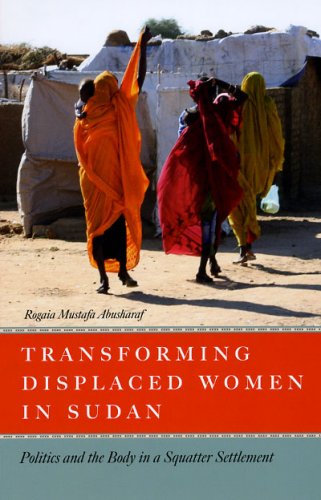 Rogaia Mustafa Abusharaf
TRANSFORMING
DISPLACED WOMEN
IN SUDAN
Politics and the Body in a Squatter Settlement